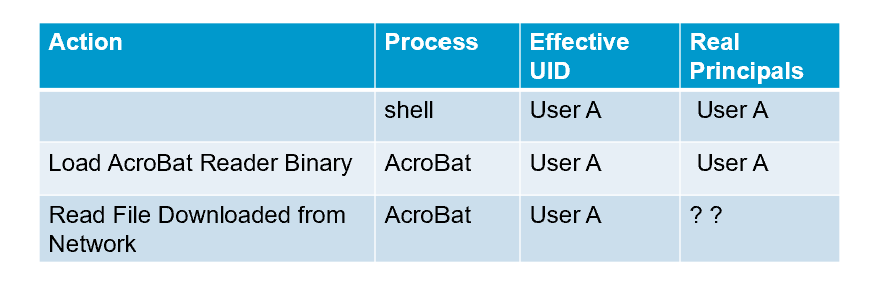 Action Process Effective UID Real Principals
shell User A User A
Load AcroBat Reader Binary AcroBat User A User A
Read File Downloaded from Network AcroBat User A ? ?